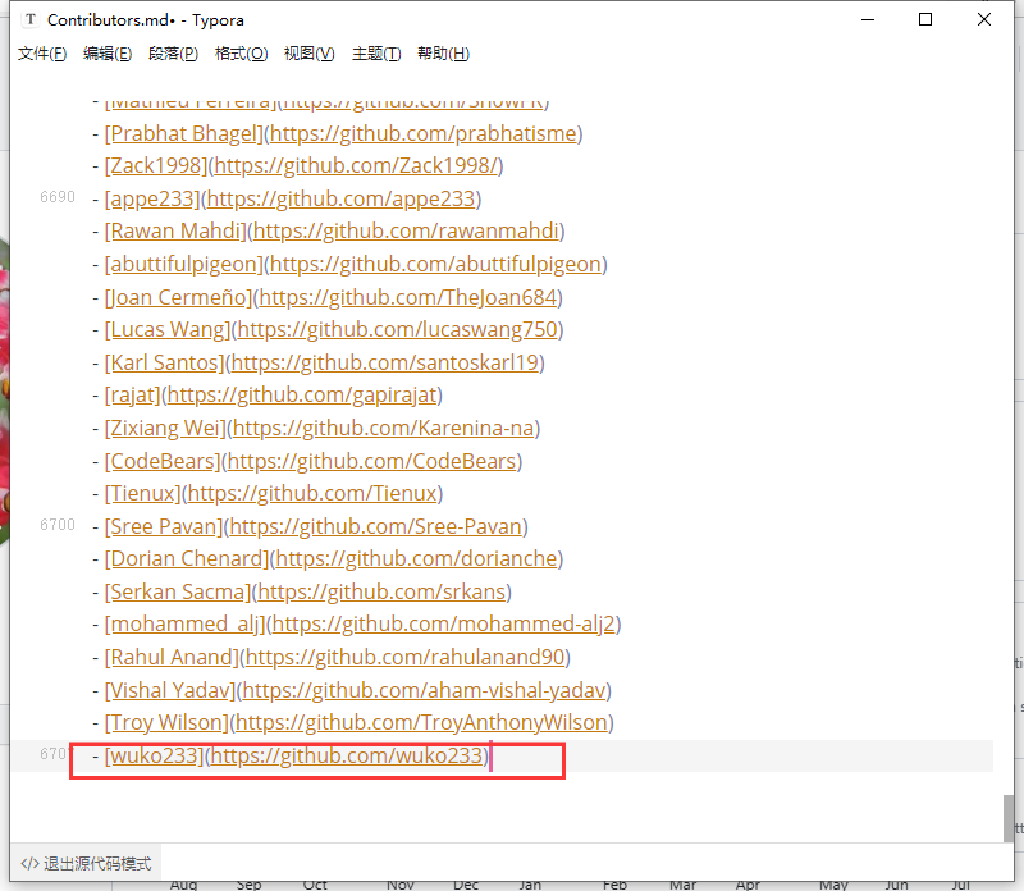 Contributors.md• - Typora
文件(F) 编辑(E) 段落(P) 格式(O) 视图(V) 主题(T) 帮助(H)
- [Mathieu Ferreira](https://github.com/ShowFR)
- [Prabhat Bhagel](https://github.com/prabhatisme)
- [Zack1998](https://github.com/Zack1998/)
6690 - [appe233](https://github.com/appe233)
- [Rawan Mahdi](https://github.com/rawanmahdi)
- [abuttifulpigeon](https://github.com/abuttifulpigeon)
- [Joan Cermeño](https://github.com/TheJoan684)
- [Lucas Wang](https://github.com/lucaswang750)
- [Karl Santos](https://github.com/santoskarl19)
- [rajat](https://github.com/gapirajat)
- [Zixiang Wei](https://github.com/Karenina-na)
- [CodeBears](https://github.com/CodeBears)
- [Tienux](https://github.com/Tienux)
6700 - [Sree Pavan](https://github.com/Sree-Pavan)
- [Dorian Chenard](https://github.com/dorianche)
- [Serkan Sacma](https://github.com/srkans)
- [mohammed_alj](https://github.com/mohammed-alj2)
- [Rahul Anand](https://github.com/rahulanand90)
- [Vishal Yadav](https://github.com/aham-vishal-yadav)
- [Troy Wilson](https://github.com/TroyAnthonyWilson)
6707 - [wuko233](https://github.com/wuko233)
</> 退出源代码模式
Aug Sep Oct Nov Dec Jan Feb Mar Apr May Jun Jul